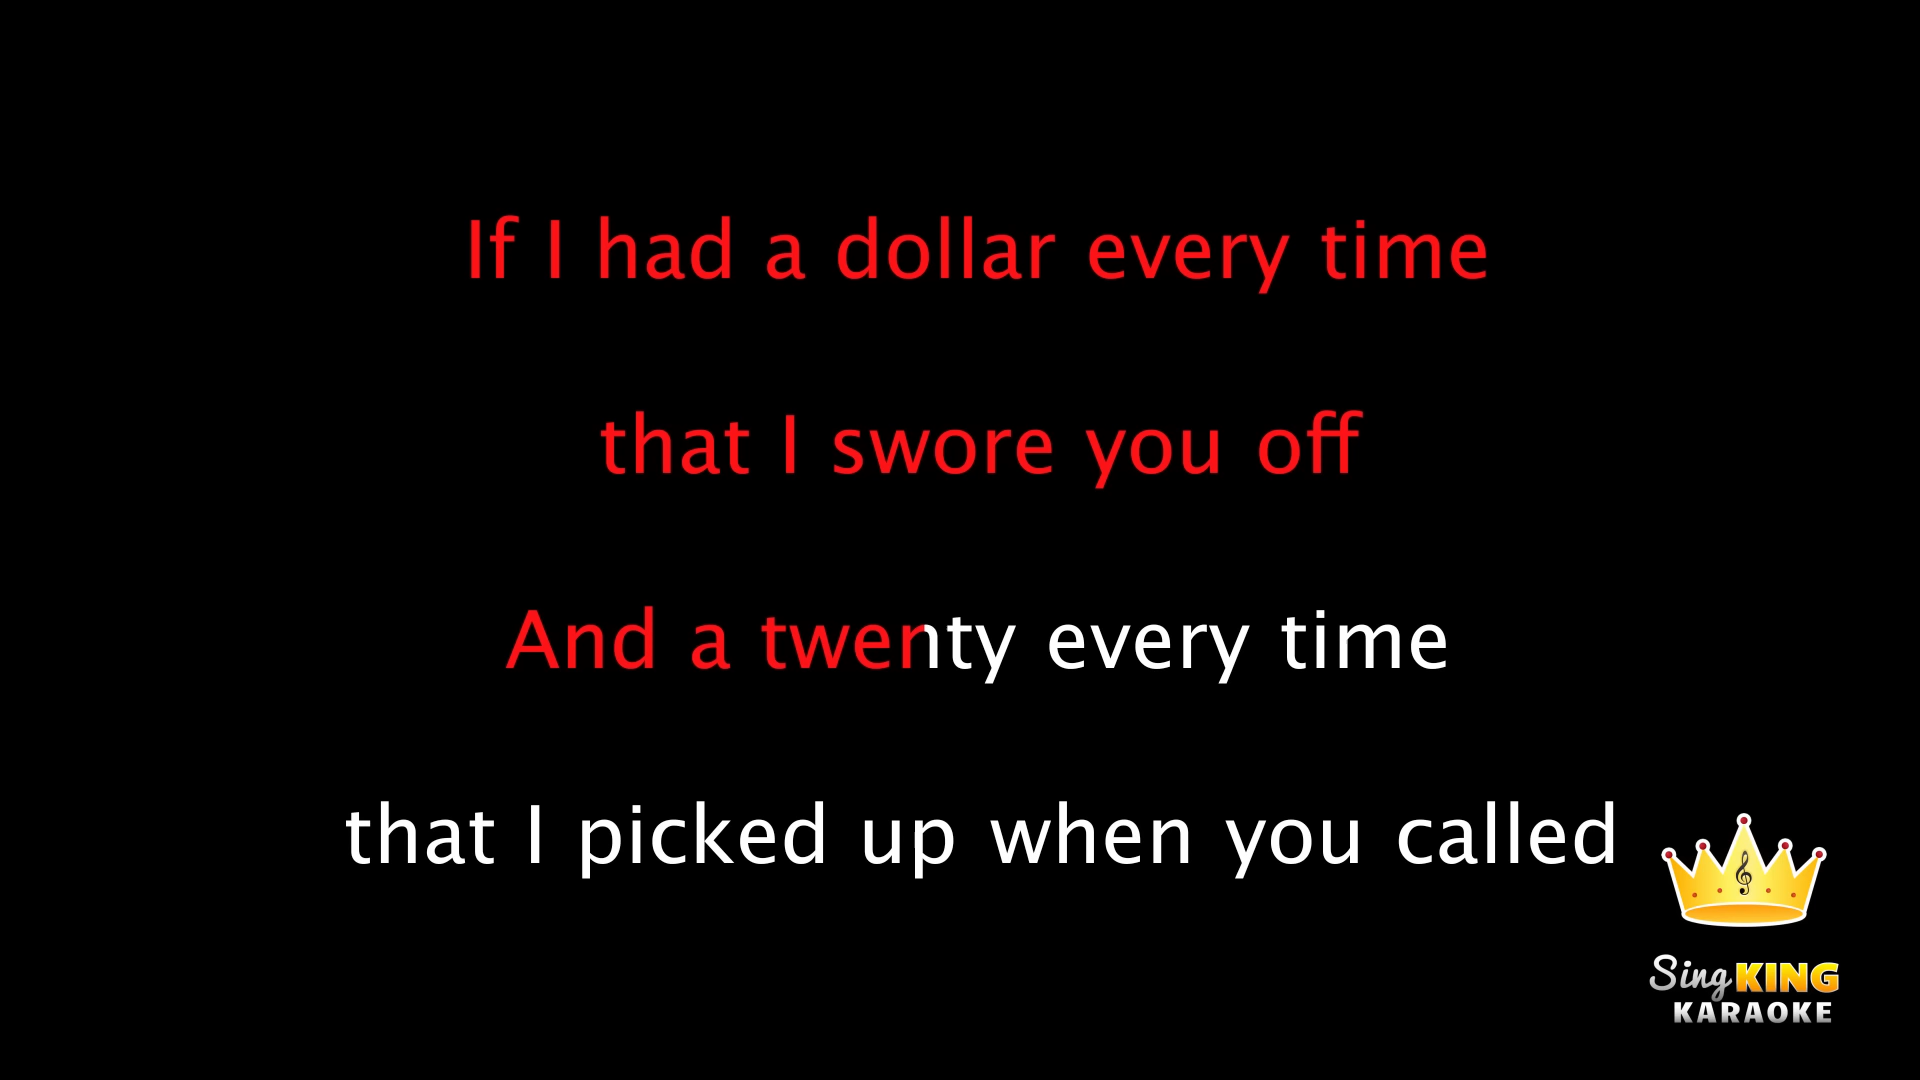 If I had a dollar every time
that I swore you off
And a twenty every time
that I picked up when you called
Sing KING
KARAOKE